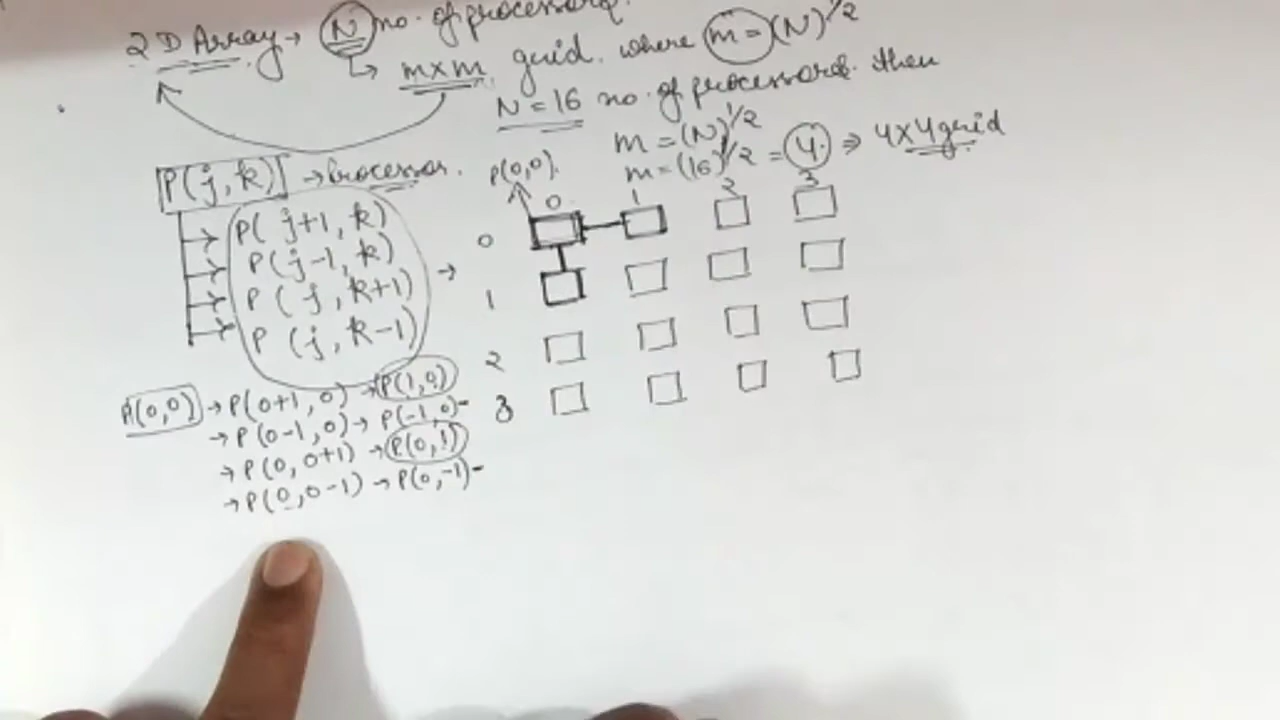 2D Array → N no. of processors.
↳ m×m grid. where m = (N)^1/2
N = 16 no. of processors. then
m = (N)^1/2
m = (16)^1/2 = 4. ⇒ 4×4 grid
P(j, k) → processor.
P(0,0).
→ P( j+1, k)
→ P(j-1, k)
→ P( j, k+1)
→ P (j, k-1)
→
0 1 2 3
0
1
2
3
P(0,0) → P(0+1, 0) → P(1,0)
→ P(0-1, 0) → P(-1,0)-
→ P(0, 0+1) → P(0,1)
→ P(0,0-1) → P(0,-1)-